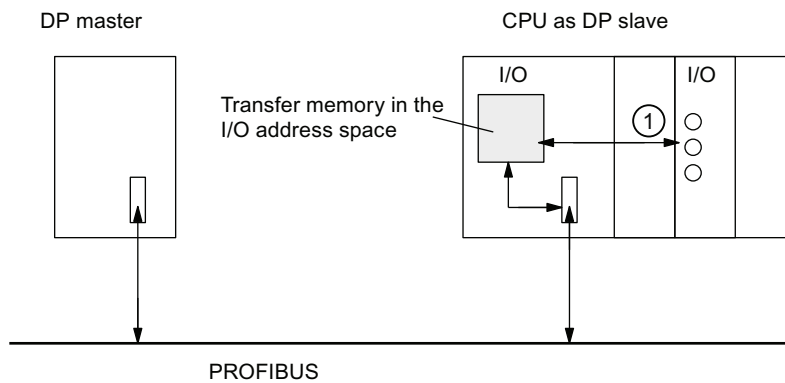 DP master
CPU as DP slave
I/O
I/O
Transfer memory in the
I/O address space
1
PROFIBUS